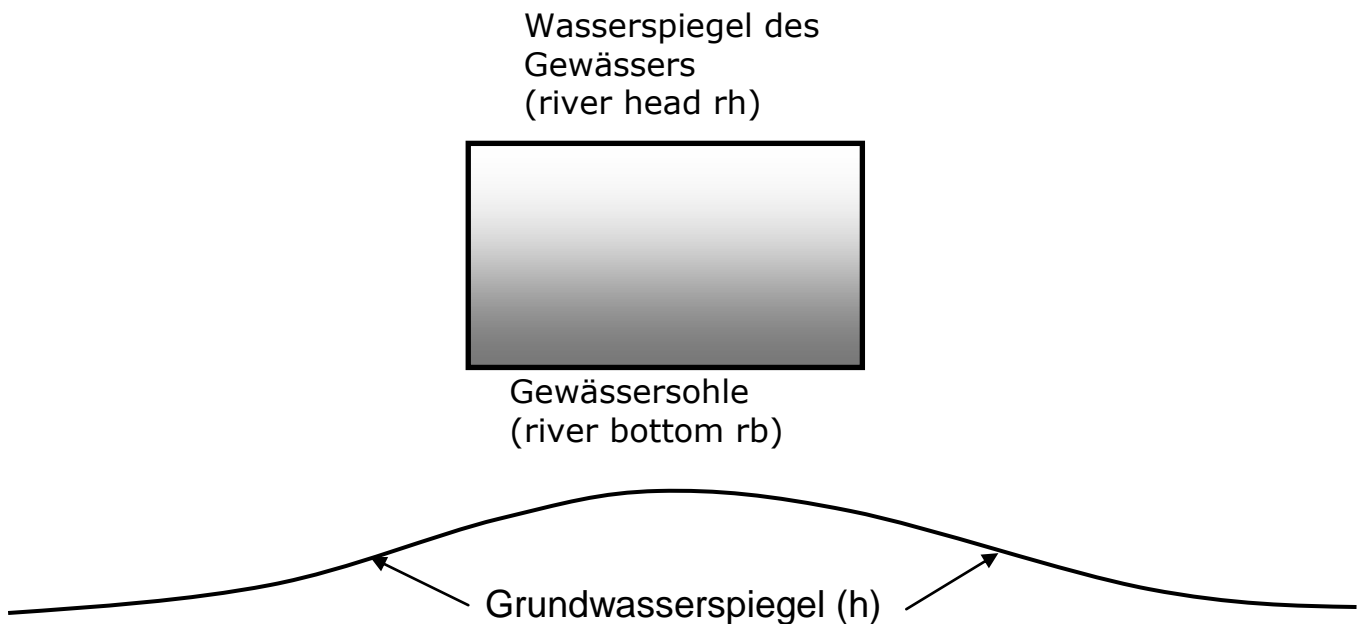 Wasserspiegel des
Gewässers
(river head rh)
Gewässersohle
(river bottom rb)
Grundwasserspiegel (h)